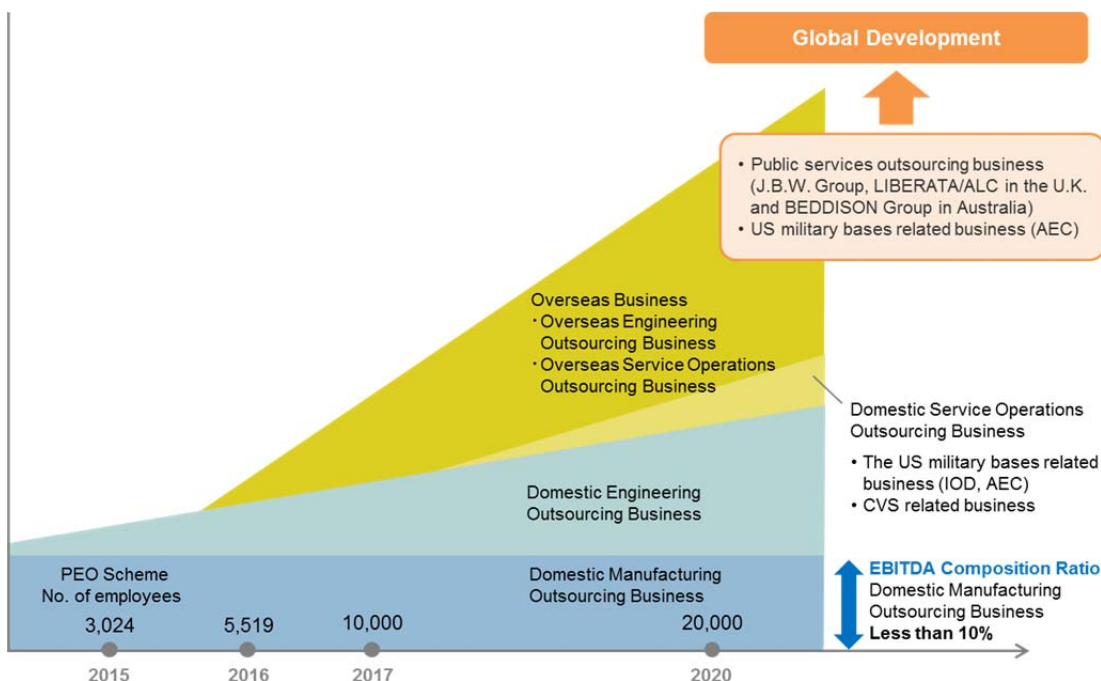 Global Development
• Public services outsourcing business
(J.B.W. Group, LIBERATA/ALC in the U.K.
and BEDDISON Group in Australia)
• US military bases related business (AEC)
Overseas Business
・Overseas Engineering
Outsourcing Business
・Overseas Service Operations
Outsourcing Business
Domestic Service Operations
Outsourcing Business
• The US military bases related
business (IOD, AEC)
• CVS related business
Domestic Engineering
Outsourcing Business
PEO Scheme
No. of employees
Domestic Manufacturing
Outsourcing Business
EBITDA Composition Ratio
Domestic Manufacturing
Outsourcing Business
Less than 10%
3,024 5,519 10,000 20,000
2015 2016 2017 2020